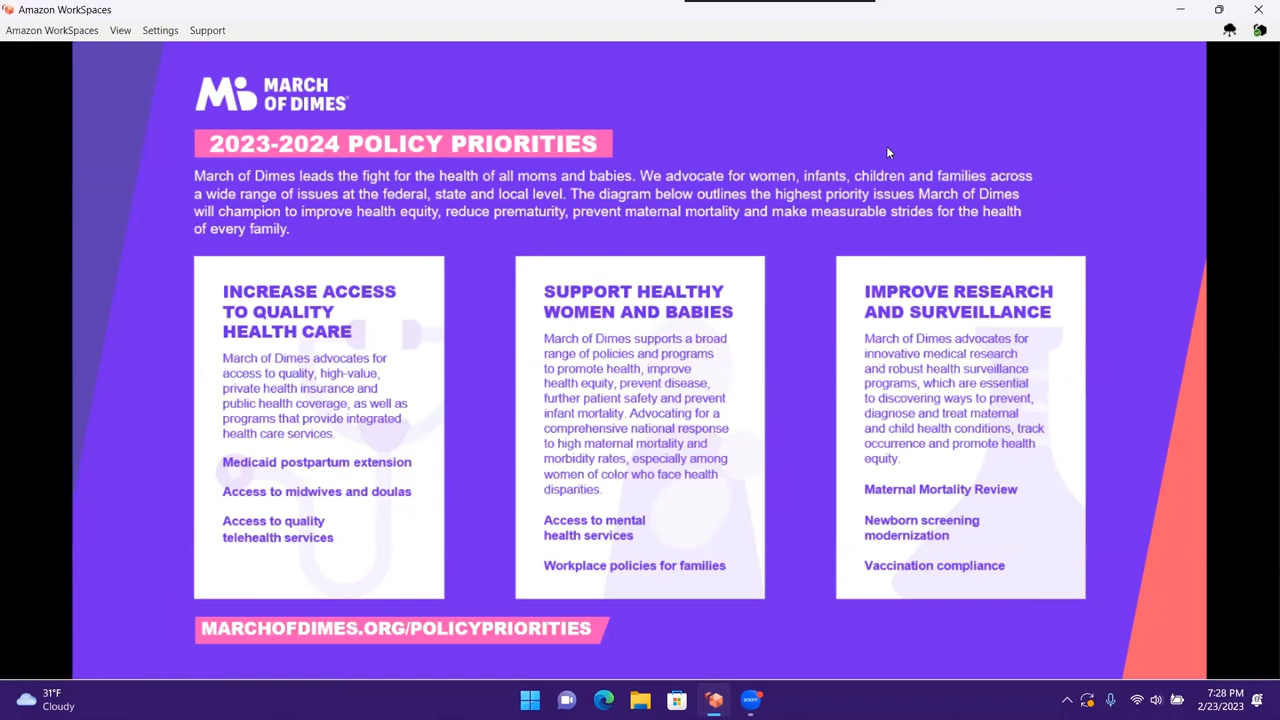 Amazon WorkSpaces
Amazon WorkSpaces View Settings Support
MARCH
OF DIMES®
2023-2024 POLICY PRIORITIES
March of Dimes leads the fight for the health of all moms and babies. We advocate for women, infants, children and families across
a wide range of issues at the federal, state and local level. The diagram below outlines the highest priority issues March of Dimes
will champion to improve health equity, reduce prematurity, prevent maternal mortality and make measurable strides for the health
of every family.
INCREASE ACCESS
TO QUALITY
HEALTH CARE
March of Dimes advocates for
access to quality, high-value,
private health insurance and
public health coverage, as well as
programs that provide integrated
health care services.
Medicaid postpartum extension
Access to midwives and doulas
Access to quality
telehealth services
SUPPORT HEALTHY
WOMEN AND BABIES
March of Dimes supports a broad
range of policies and programs
to promote health, improve
health equity, prevent disease,
further patient safety and prevent
infant mortality. Advocating for a
comprehensive national response
to high maternal mortality and
morbidity rates, especially among
women of color who face health
disparities.
Access to mental
health services
Workplace policies for families
IMPROVE RESEARCH
AND SURVEILLANCE
March of Dimes advocates for
innovative medical research
and robust health surveillance
programs, which are essential
to discovering ways to prevent,
diagnose and treat maternal
and child health conditions, track
occurrence and promote health
equity.
Maternal Mortality Review
Newborn screening
modernization
Vaccination compliance
MARCHOFDIMES.ORG/POLICYPRIORITIES
31°F
Cloudy
zoom
7:28 PM
2/23/2023